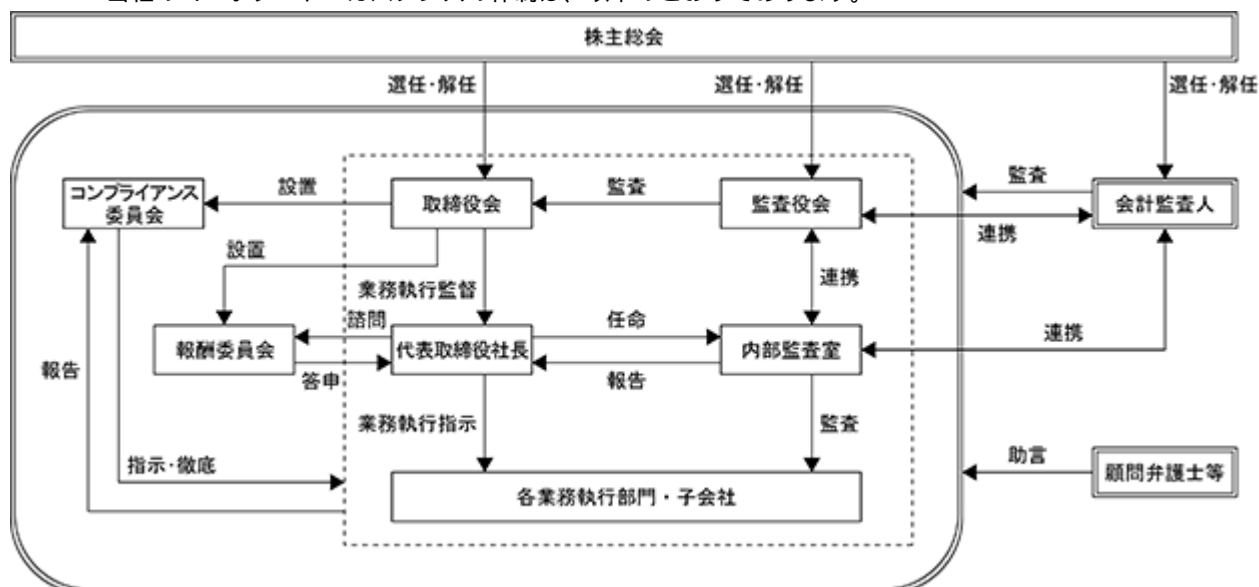 株主総会
選任・解任
選任・解任
選任・解任
コンプライアンス
委員会
設置
取締役会
監査
監査役会
監査
会計監査人
連携
設置
業務執行監督
連携
諮問
任命
報酬委員会
代表取締役社長
内部監査室
連携
報告
答申
報告
業務執行指示
監査
指示・徹底
助言
各業務執行部門・子会社
顧問弁護士等